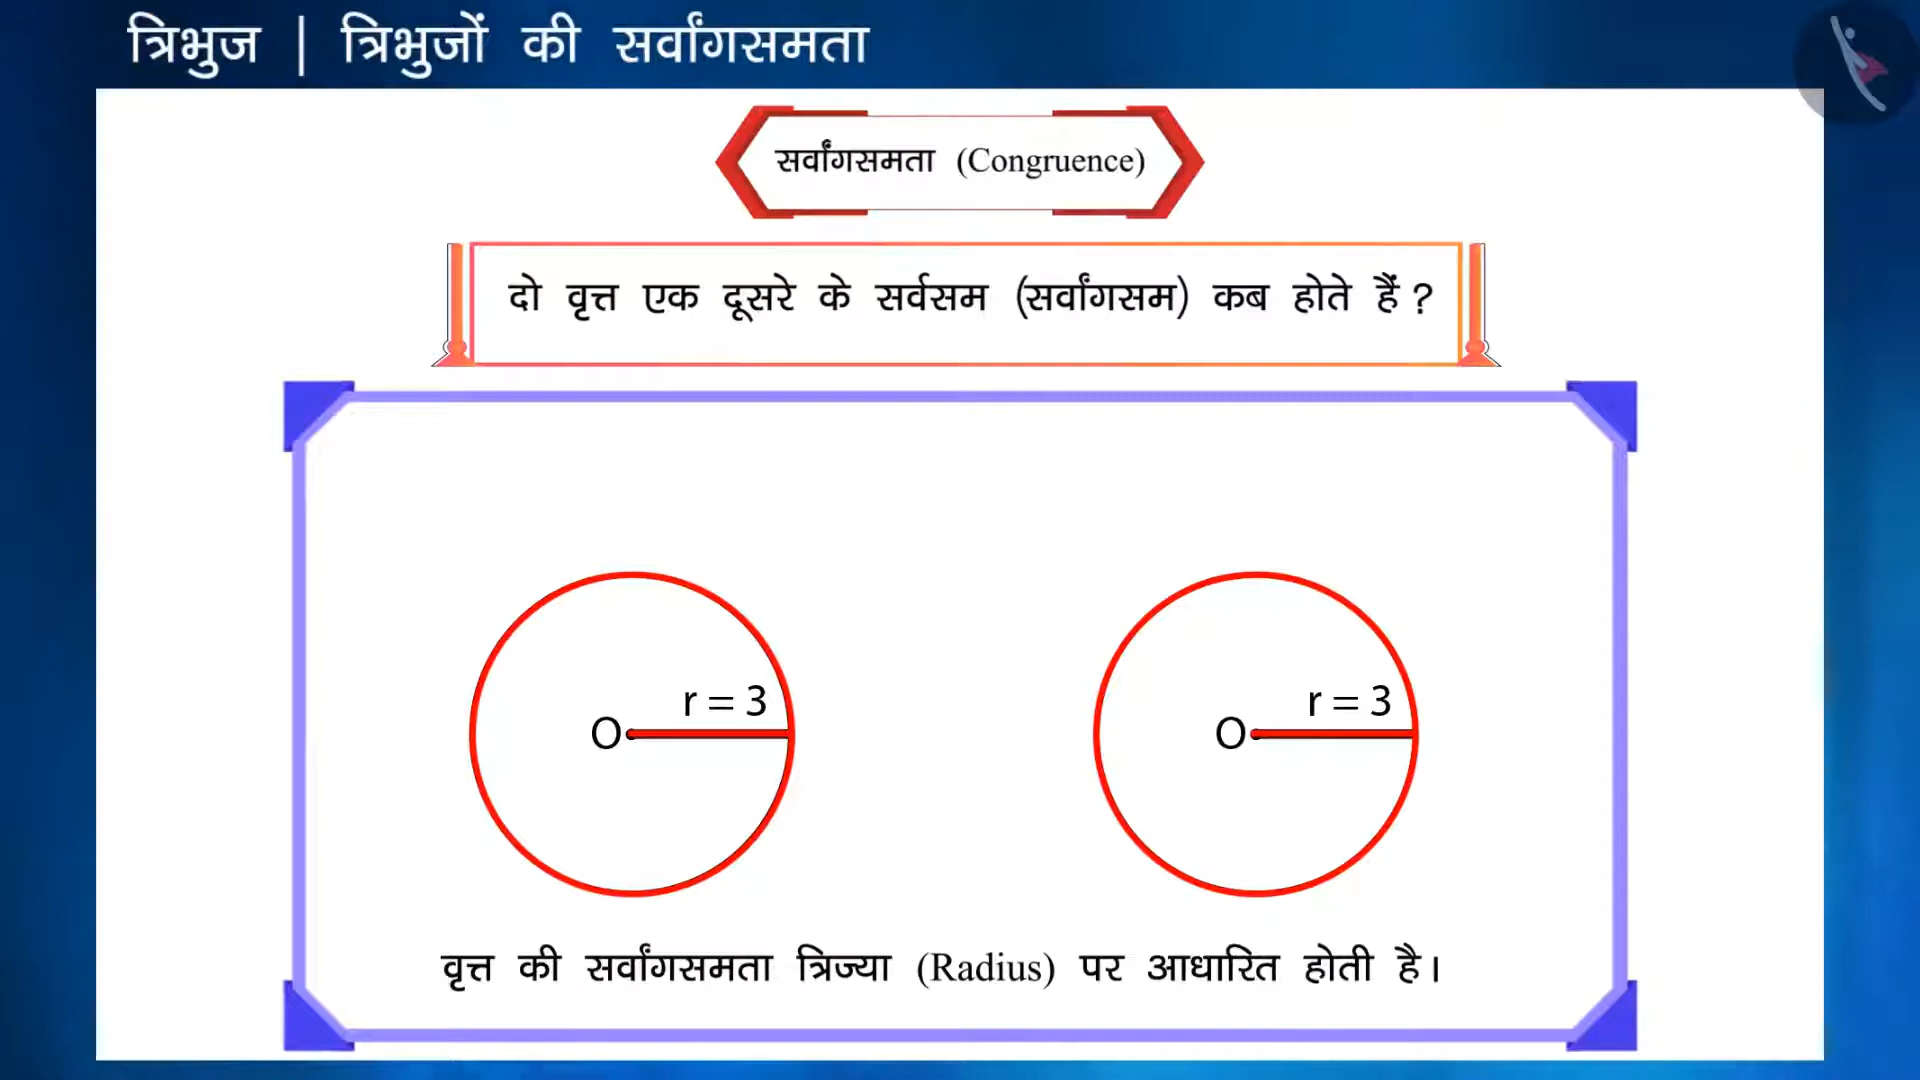 त्रिभुज | त्रिभुजों की सर्वांगसमता
सर्वांगसमता (Congruence)
दो वृत्त एक दूसरे के सर्वसम (सर्वांगसम) कब होते हैं ?
r = 3
O
r = 3
O
वृत्त की सर्वांगसमता त्रिज्या (Radius) पर आधारित होती है।